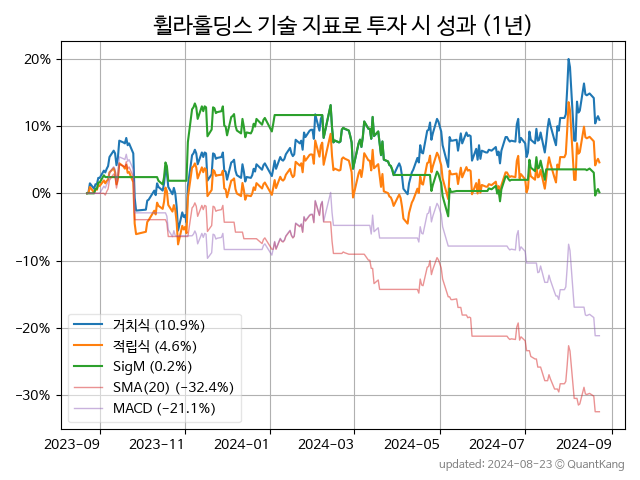 휠라홀딩스 기술 지표로 투자 시 성과 (1년)
20%
10%
0%
−10%
−20%
−30%
거치식 (10.9%)
적립식 (4.6%)
SigM (0.2%)
SMA(20) (−32.4%)
MACD (−21.1%)
2023-09 2023-11 2024-01 2024-03 2024-05 2024-07 2024-09
updated: 2024-08-23 © QuantKang